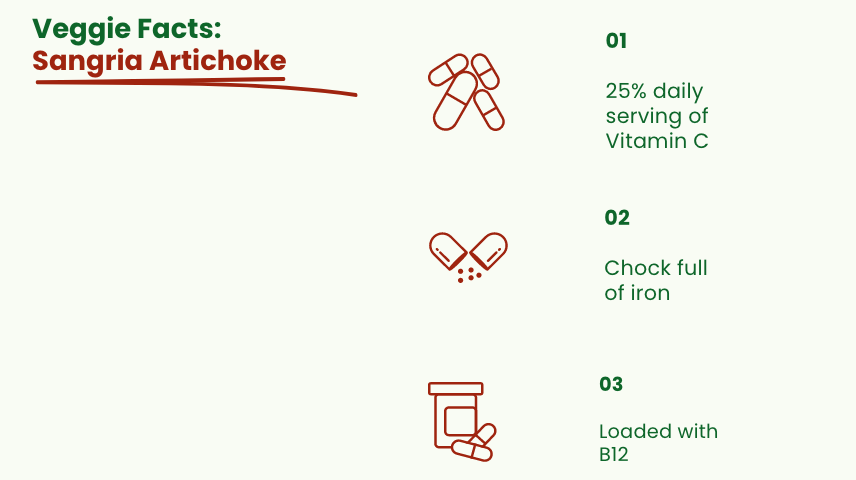 Veggie Facts:
Sangria Artichoke
01
25% daily
serving of
Vitamin C
02
Chock full
of iron
03
Loaded with
B12